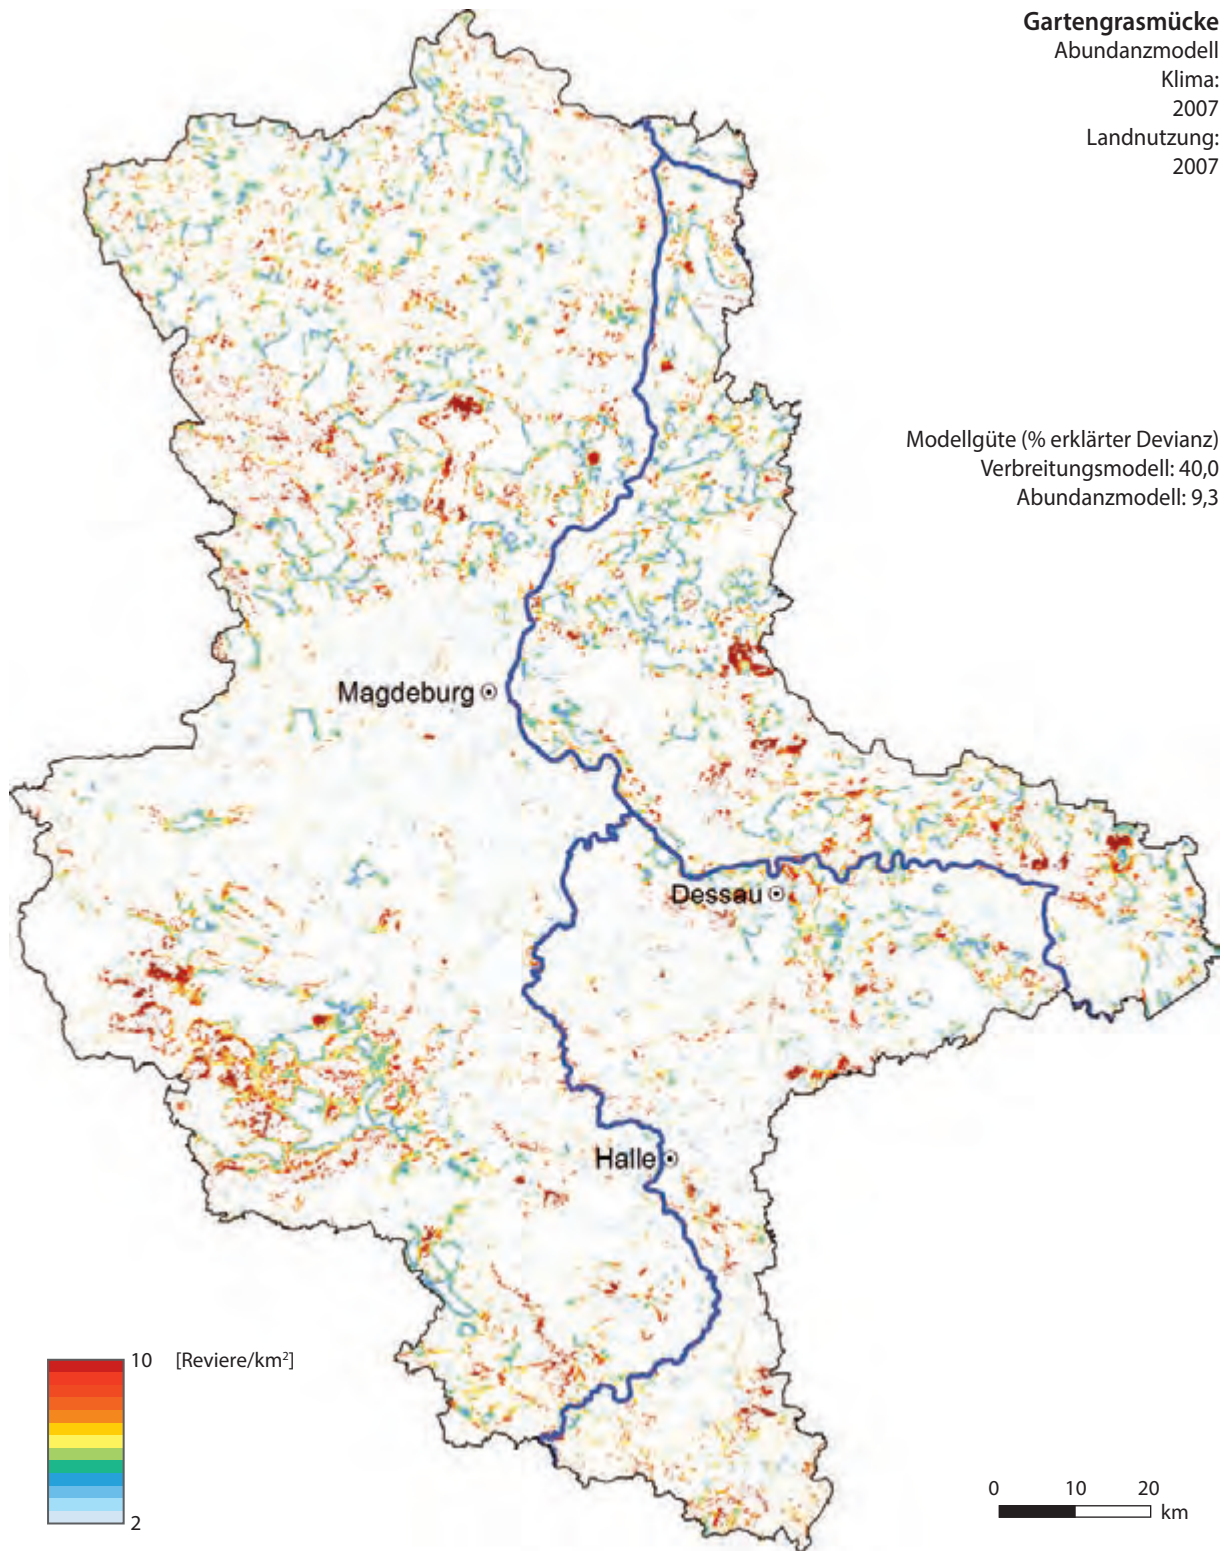 Gartengrasmücke
Abundanzmodell
Klima:
2007
Landnutzung:
2007
Modellgüte (% erklärter Devianz)
Verbreitungsmodell: 40,0
Abundanzmodell: 9,3
Magdeburg
Dessau
Halle
10 [Reviere/km²]
2
0 10 20
km